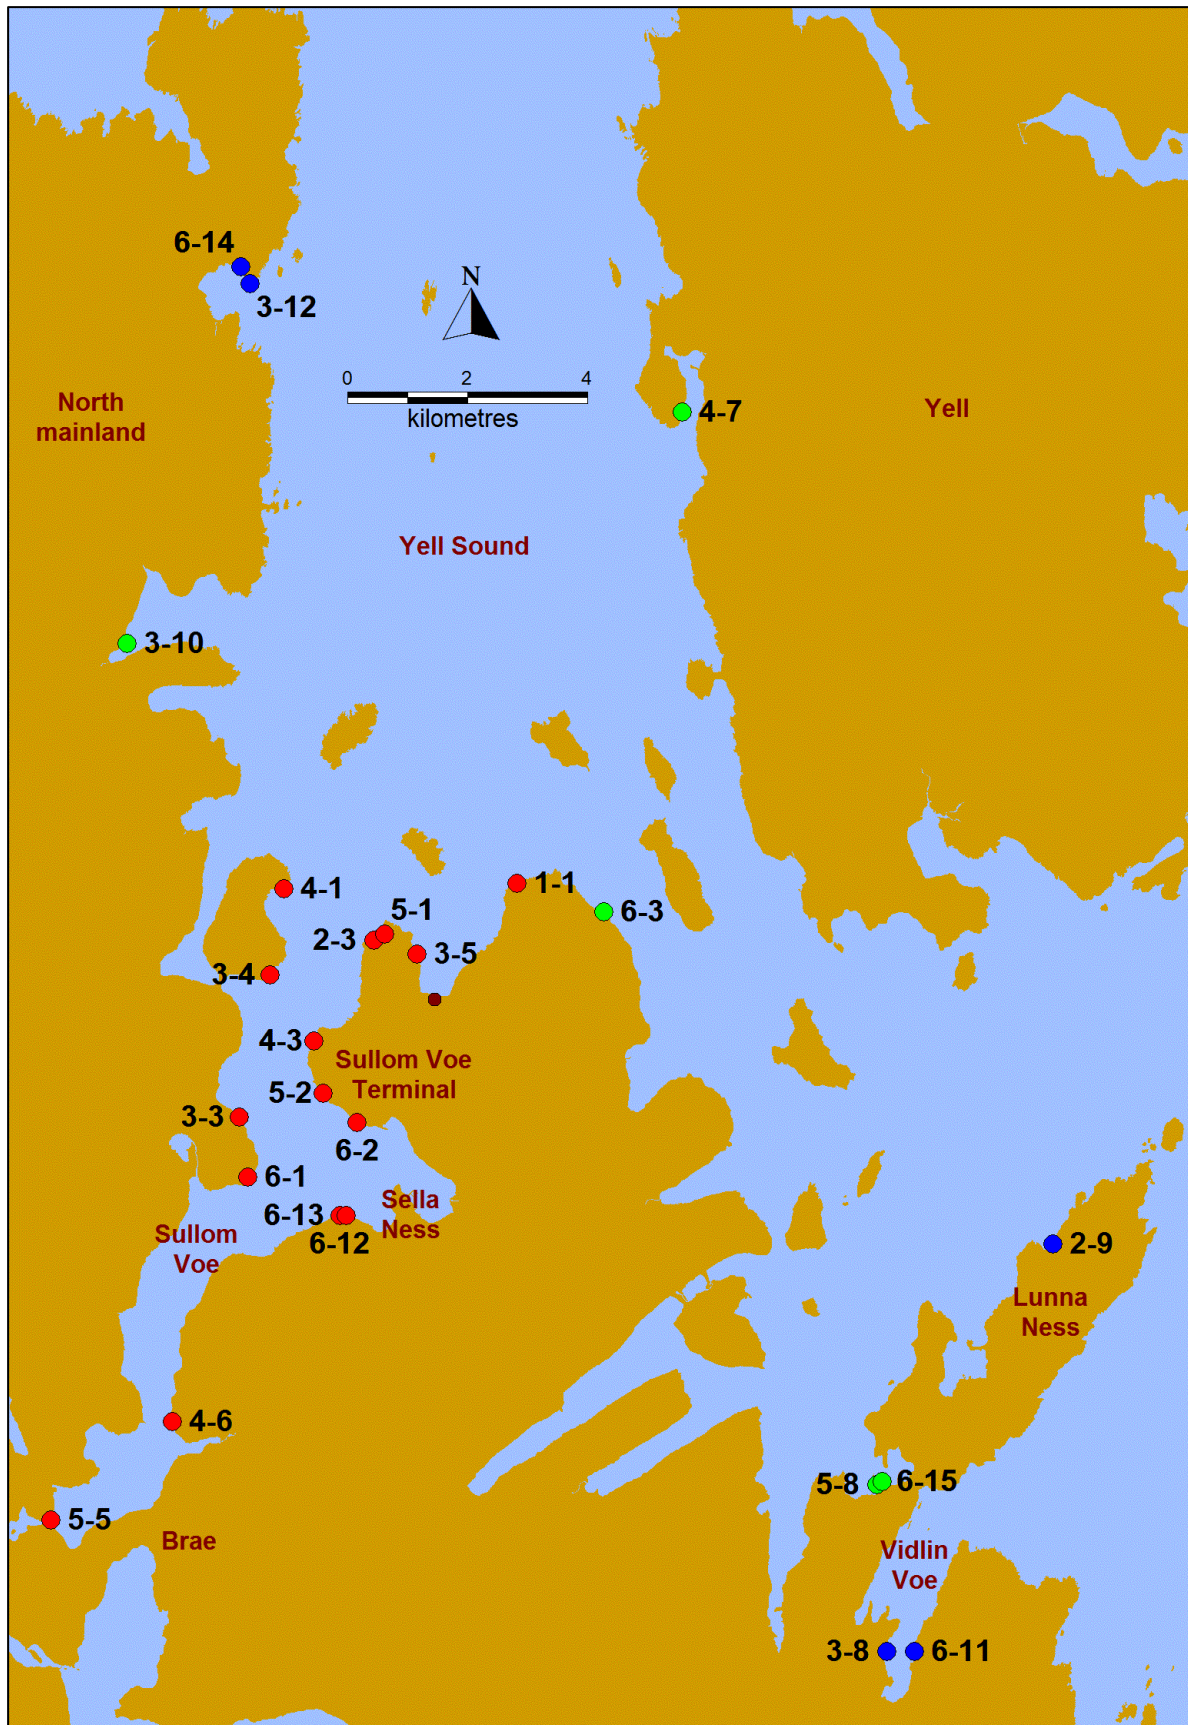 6-14
3-12
N
0 2 4
kilometres
North
mainland
4-7
Yell
Yell Sound
3-10
4-1
1-1
5-1
6-3
2-3
3-5
3-4
4-3
Sullom Voe
Terminal
5-2
3-3
6-2
6-1
Sella
Ness
6-13
6-12
Sullom
Voe
2-9
Lunna
Ness
4-6
5-8
6-15
5-5
Brae
Vidlin
Voe
3-8
6-11